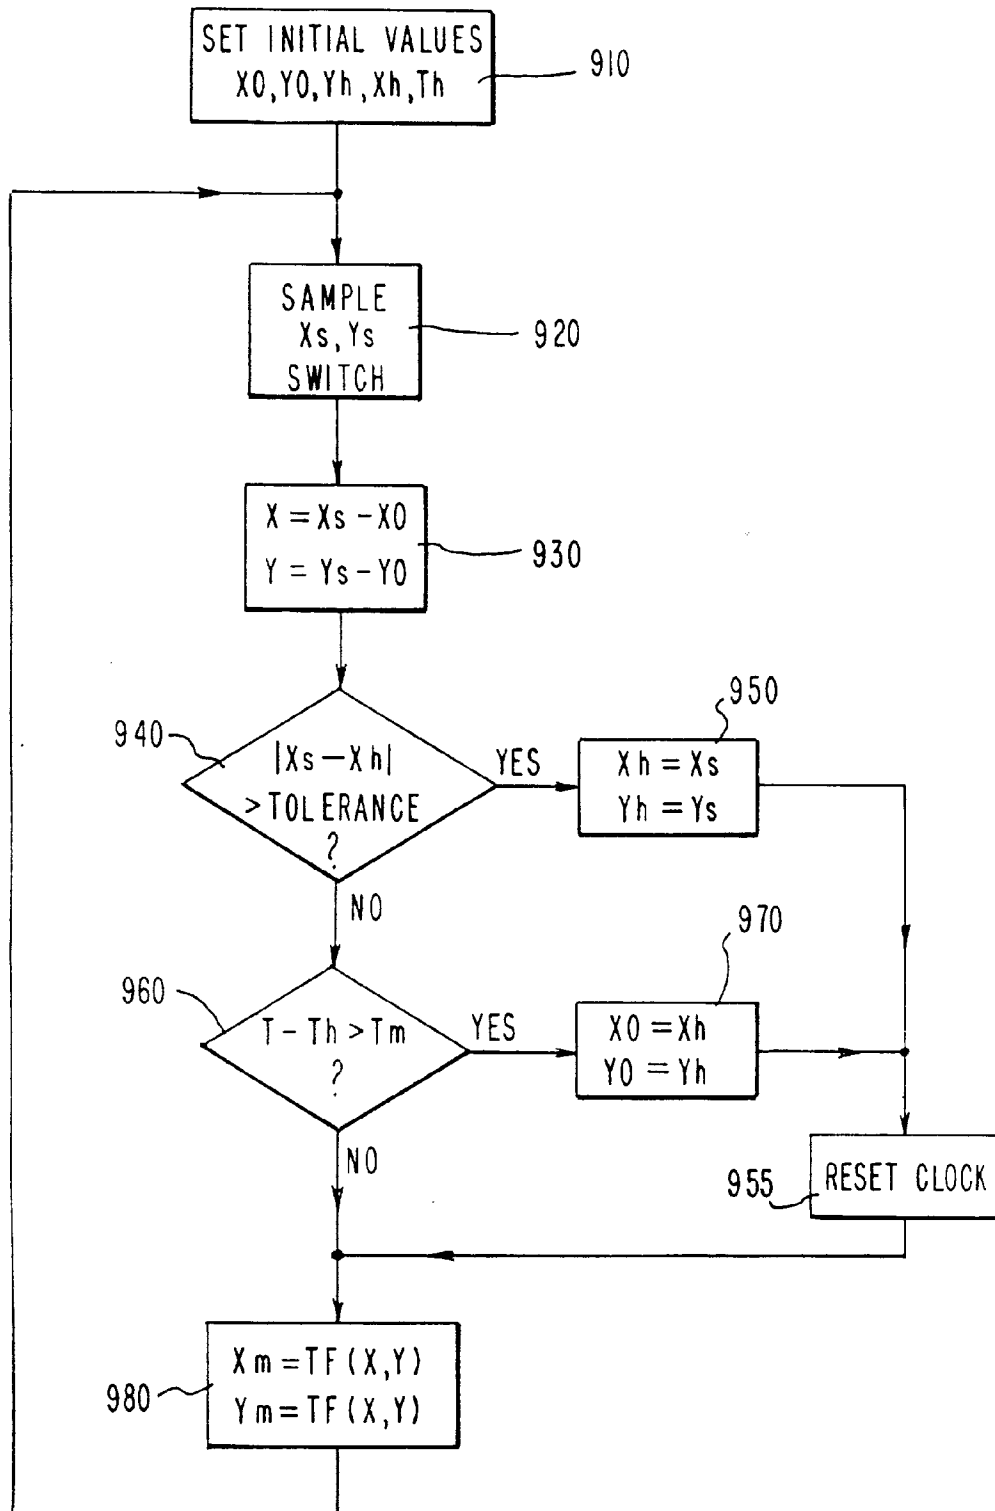 SET INITIAL VALUES
X0,Y0,Yh,Xh,Th
910
SAMPLE
Xs,Ys
SWITCH
920
X = Xs - X0
Y = Ys - Y0
930
940
|Xs - Xh|
> TOLERANCE
?
YES
950
Xh = Xs
Yh = Ys
NO
960
T - Th > Tm
?
YES
970
X0 = Xh
Y0 = Yh
NO
955
RESET CLOCK
980
Xm = TF(X,Y)
Ym = TF(X,Y)